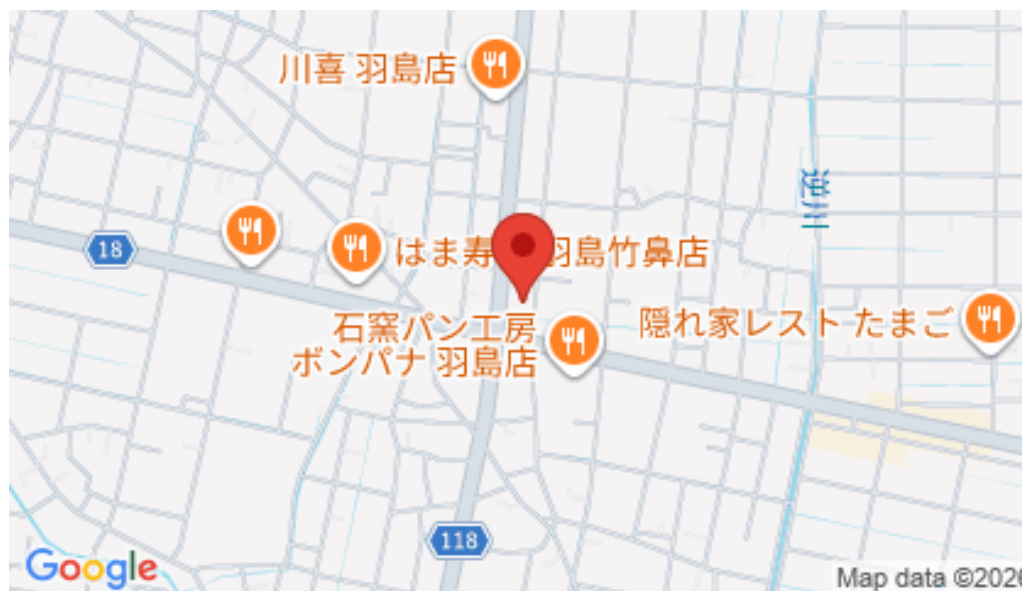 川喜 羽島店
逆川
18
はま寿 羽島竹鼻店
石窯パン工房
ボンパナ 羽島店
隠れ家レスト たまご
118
Google
Map data ©2026